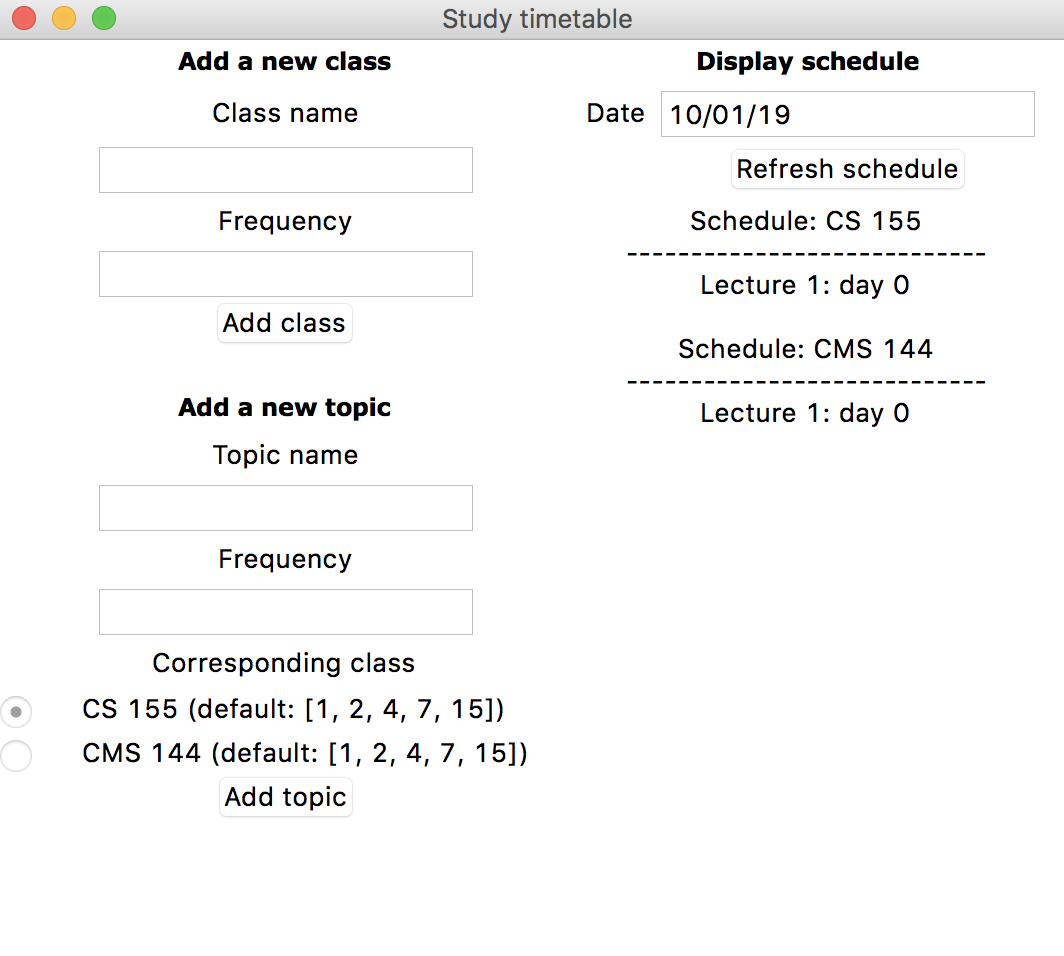 Study timetable
Add a new class
Class name
Frequency
Add class
Add a new topic
Topic name
Frequency
Corresponding class
CS 155 (default: [1, 2, 4, 7, 15])
CMS 144 (default: [1, 2, 4, 7, 15])
Add topic
Display schedule
Date 10/01/19
Refresh schedule
Schedule: CS 155
----------------------------
Lecture 1: day 0
Schedule: CMS 144
----------------------------
Lecture 1: day 0